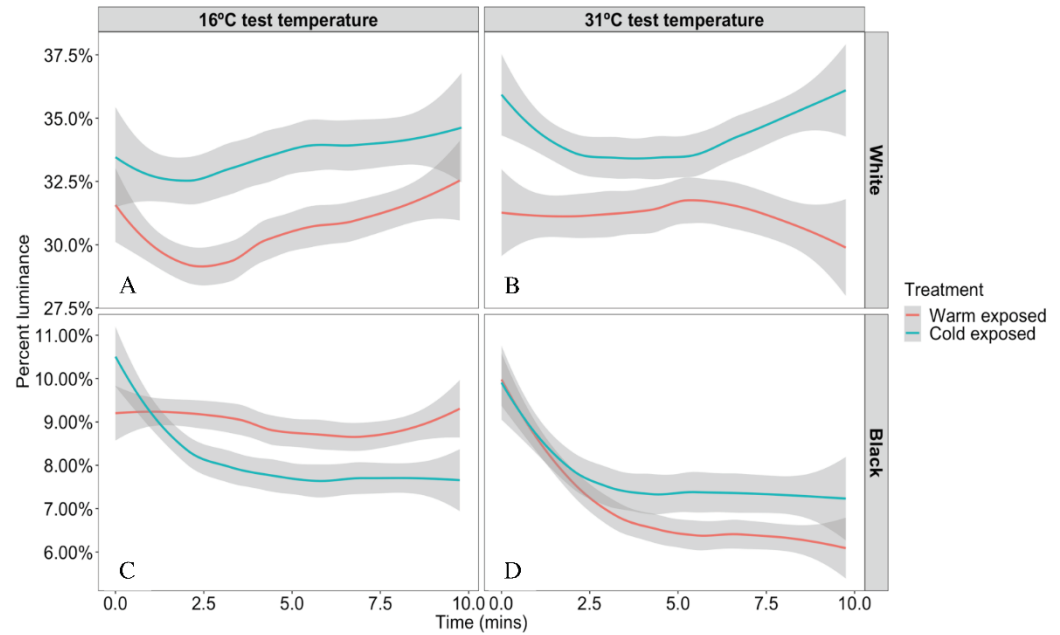 16ºC test temperature
31ºC test temperature
Percent luminance
37.5%
35.0%
32.5%
30.0%
27.5%
A
B
White
11.00%
10.00%
9.00%
8.00%
7.00%
6.00%
C
D
Black
0.0
2.5
5.0
7.5
10.0
0.0
2.5
5.0
7.5
10.0
Time (mins)
Treatment
Warm exposed
Cold exposed